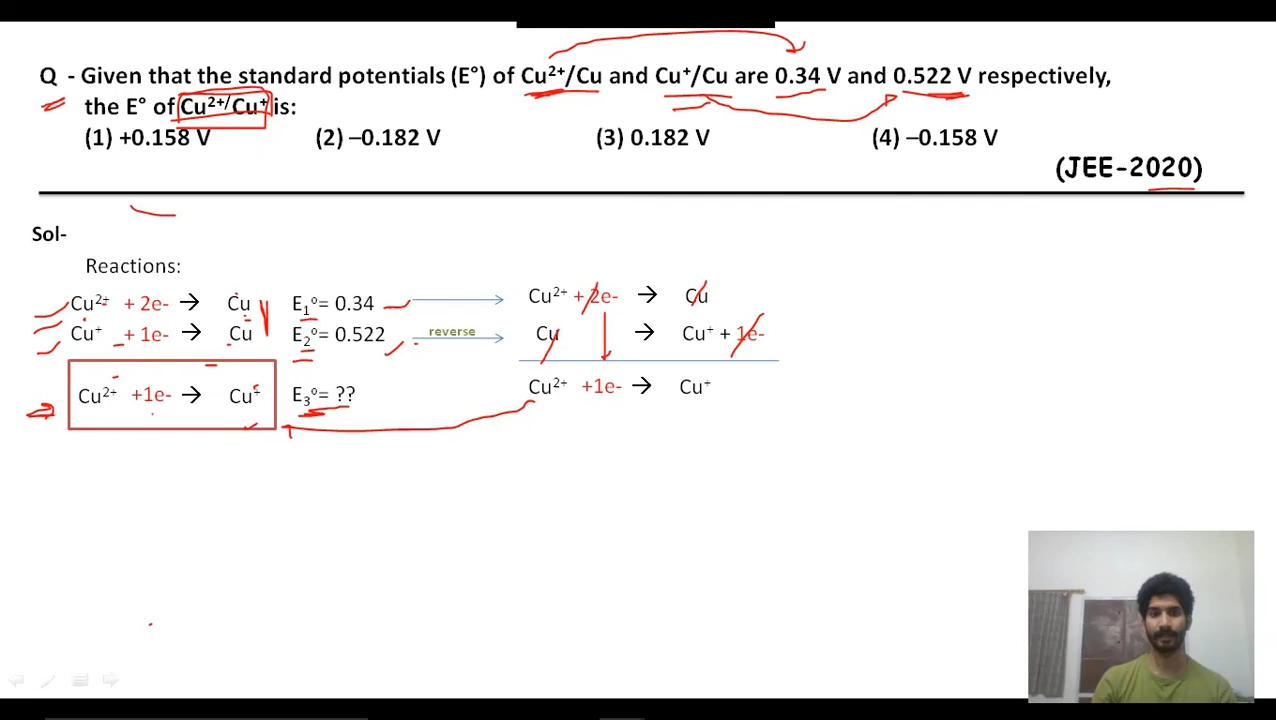 Q - Given that the standard potentials (E°) of Cu²⁺/Cu and Cu⁺/Cu are 0.34 V and 0.522 V respectively,
the E° of Cu²⁺/Cu⁺ is:
(1) +0.158 V (2) –0.182 V (3) 0.182 V (4) –0.158 V
(JEE-2020)
Sol-
Reactions:
Cu²⁺ + 2e- → Cu E₁°= 0.34 Cu²⁺ + 2e- → Cu
Cu⁺ + 1e- → Cu E₂°= 0.522 reverse Cu → Cu⁺ + 1e-
Cu²⁺ +1e- → Cu⁺ E₃°= ?? Cu²⁺ +1e- → Cu⁺